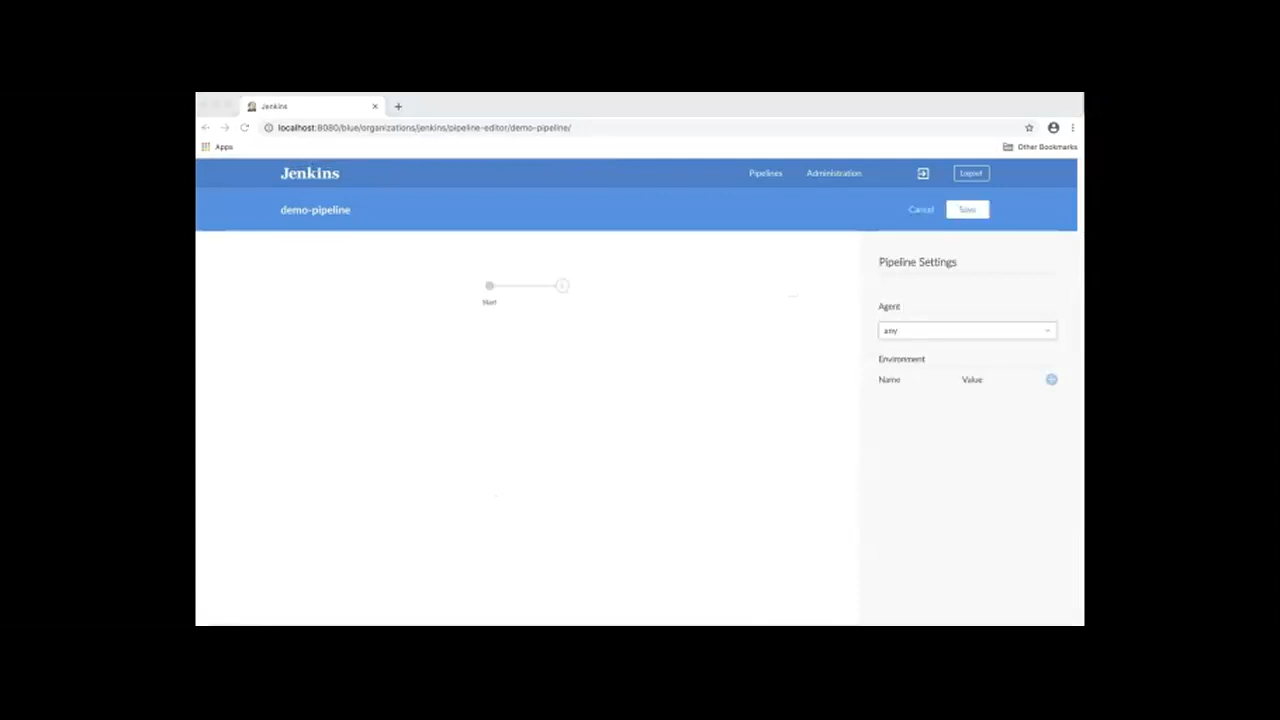 Jenkins
localhost:8080/blue/organizations/jenkins/pipeline-editor/demo-pipeline/
Apps
Other Bookmarks
Jenkins
Pipelines
Administration
Logout
demo-pipeline
Cancel
Save
Pipeline Settings
Start
Agent
any
Environment
Name
Value